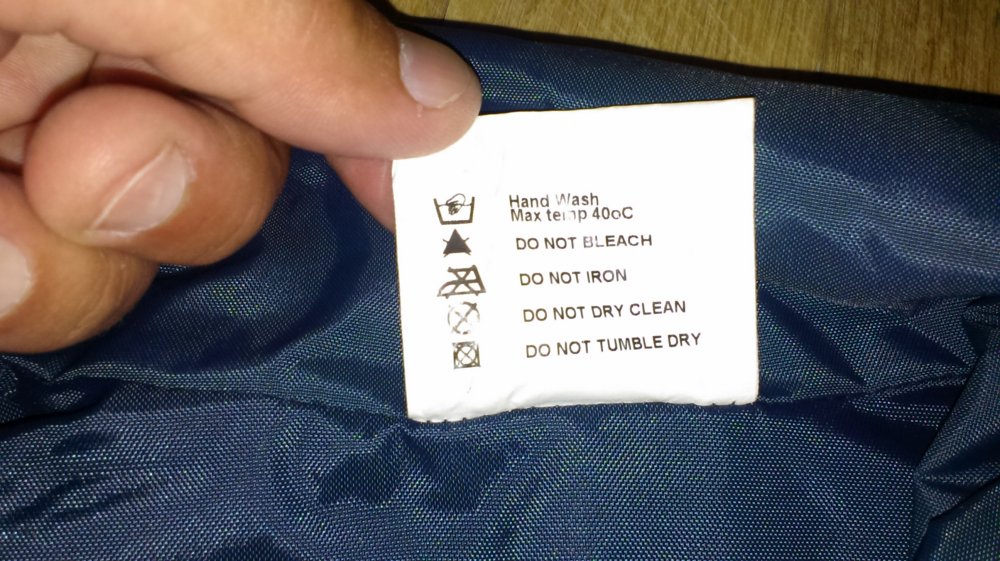 Hand Wash
Max temp 40oC
DO NOT BLEACH
DO NOT IRON
DO NOT DRY CLEAN
DO NOT TUMBLE DRY